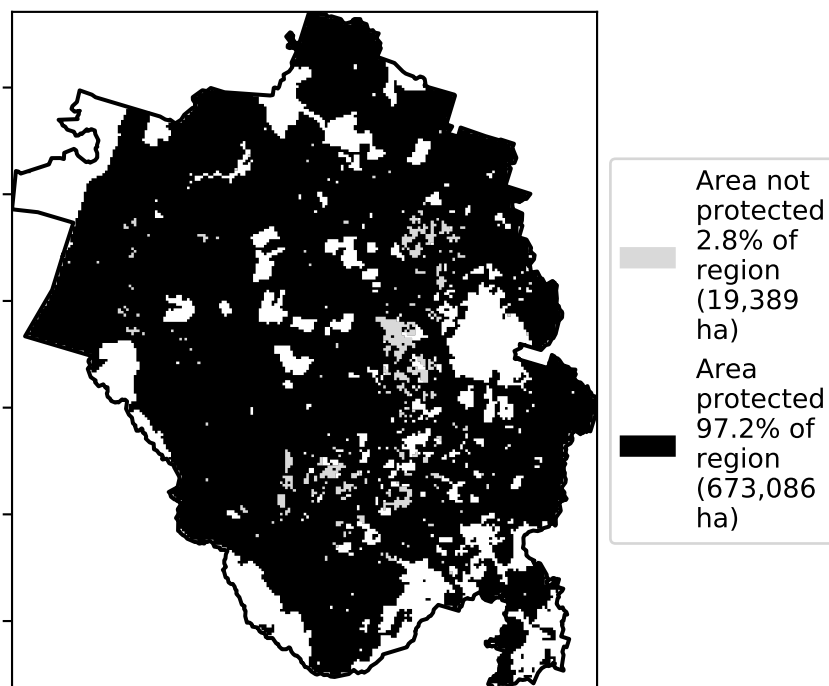 Area not
protected
2.8% of
region
(19,389
ha)
Area
protected
97.2% of
region
(673,086
ha)